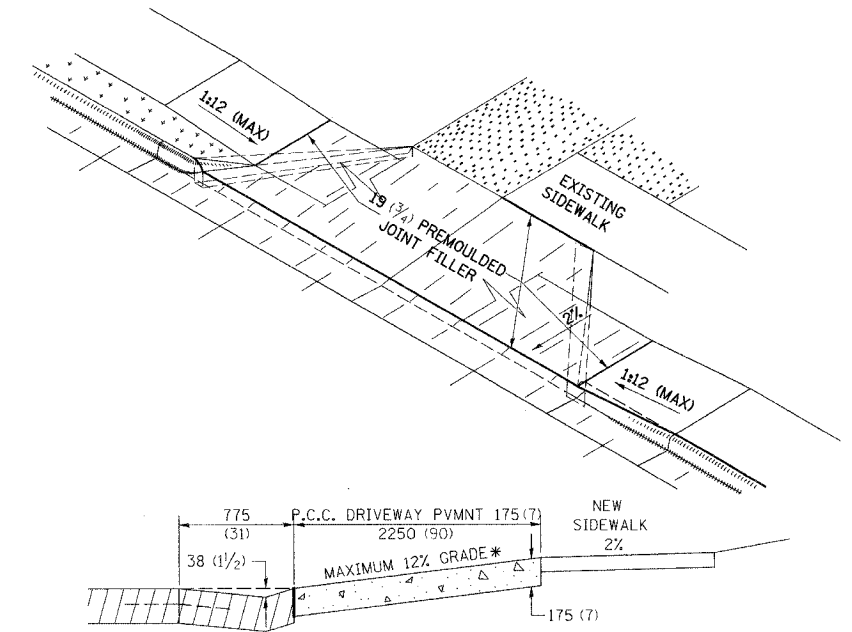 1:12 (MAX)
EXISTING
SIDEWALK
19 (3/4) PREMOULDED
JOINT FILLER
2%
1:12 (MAX)
775
(31)
P.C.C. DRIVEWAY PVMNT 175(7)
2250 (90)
NEW
SIDEWALK
2%
38 (1 1/2)
MAXIMUM 12% GRADE*
175 (7)